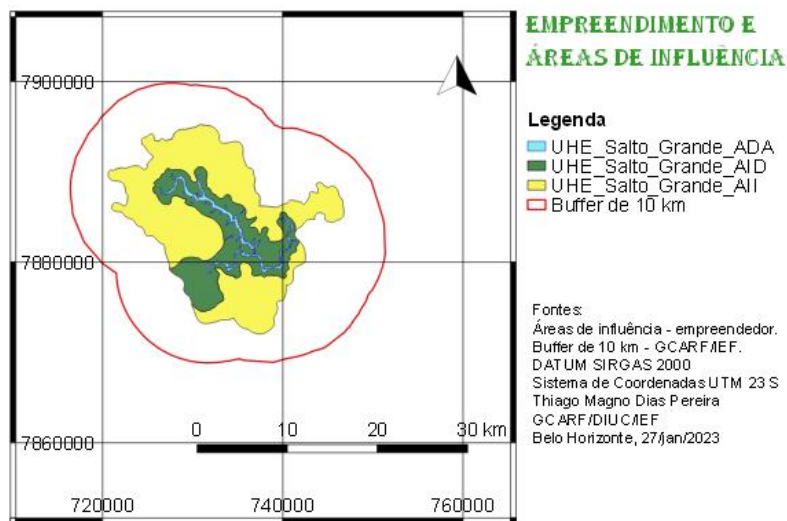 EMPREENDIMENTO E
ÁREAS DE INFLUÊNCIA
Legenda
UHE_Salto_Grande_ADA
UHE_Salto_Grande_AID
UHE_Salto_Grande_AII
Buffer de 10 km
Fontes:
Áreas de influência - empreendedor.
Buffer de 10 km - GCARF/IEF.
DATUM SIRGAS 2000
Sistema de Coordenadas UTM 23 S
Thiago Magno Dias Pereira
GCARF/DIUC/IEF
Belo Horizonte, 27/jan/2023
7900000
7880000
7860000
0 10 20 30 km
720000 740000 760000